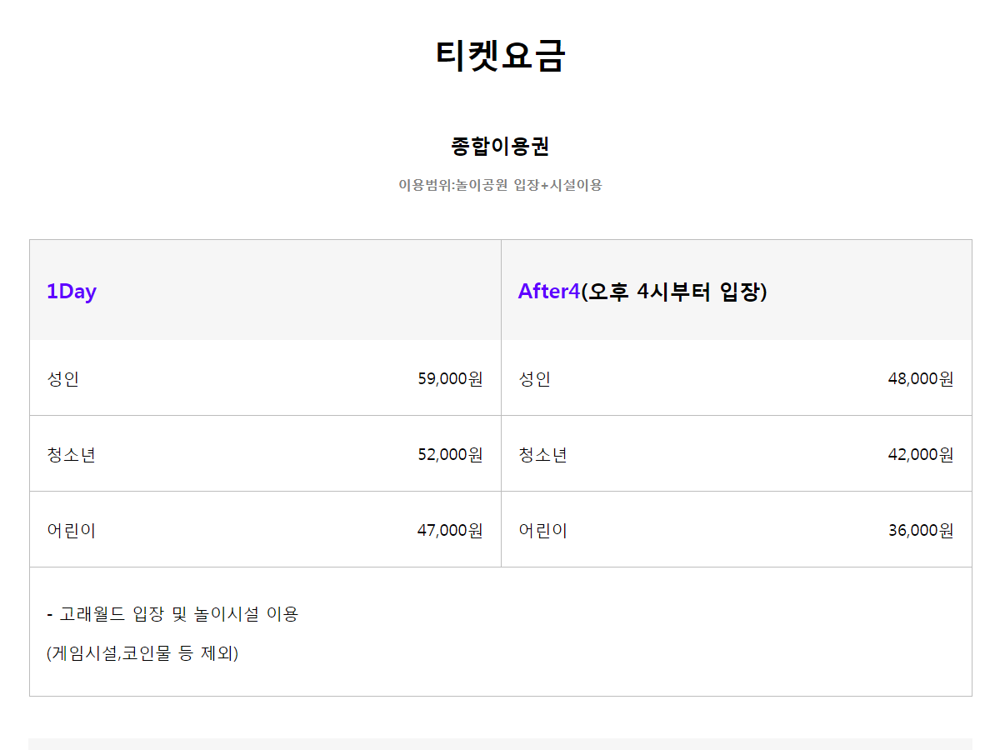 티켓요금
종합이용권
이용범위:놀이공원 입장+시설이용
1Day
After4(오후 4시부터 입장)
성인 59,000원
성인 48,000원
청소년 52,000원
청소년 42,000원
어린이 47,000원
어린이 36,000원
- 고래월드 입장 및 놀이시설 이용
(게임시설,코인물 등 제외)